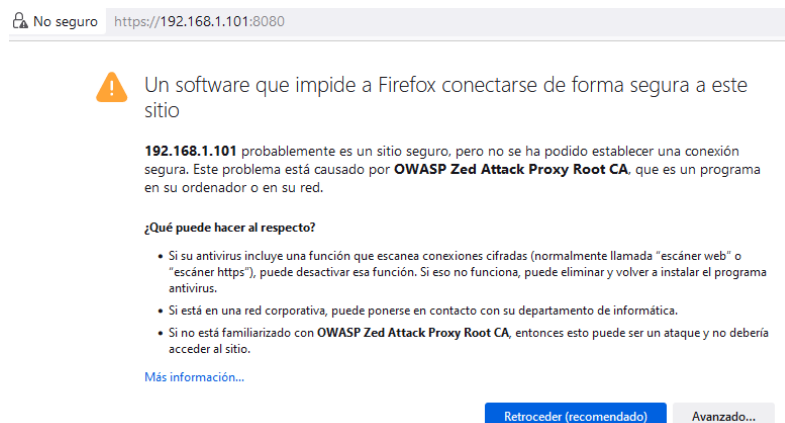 No seguro https://192.168.1.101:8080
Un software que impide a Firefox conectarse de forma segura a este
sitio
192.168.1.101 probablemente es un sitio seguro, pero no se ha podido establecer una conexión
segura. Este problema está causado por OWASP Zed Attack Proxy Root CA, que es un programa
en su ordenador o en su red.
¿Qué puede hacer al respecto?
• Si su antivirus incluye una función que escanea conexiones cifradas (normalmente llamada “escáner web” o
“escáner https”), puede desactivar esa función. Si eso no funciona, puede eliminar y volver a instalar el programa
antivirus.
• Si está en una red corporativa, puede ponerse en contacto con su departamento de informática.
• Si no está familiarizado con OWASP Zed Attack Proxy Root CA, entonces esto puede ser un ataque y no debería
acceder al sitio.
Más información...
Retroceder (recomendado) Avanzado...